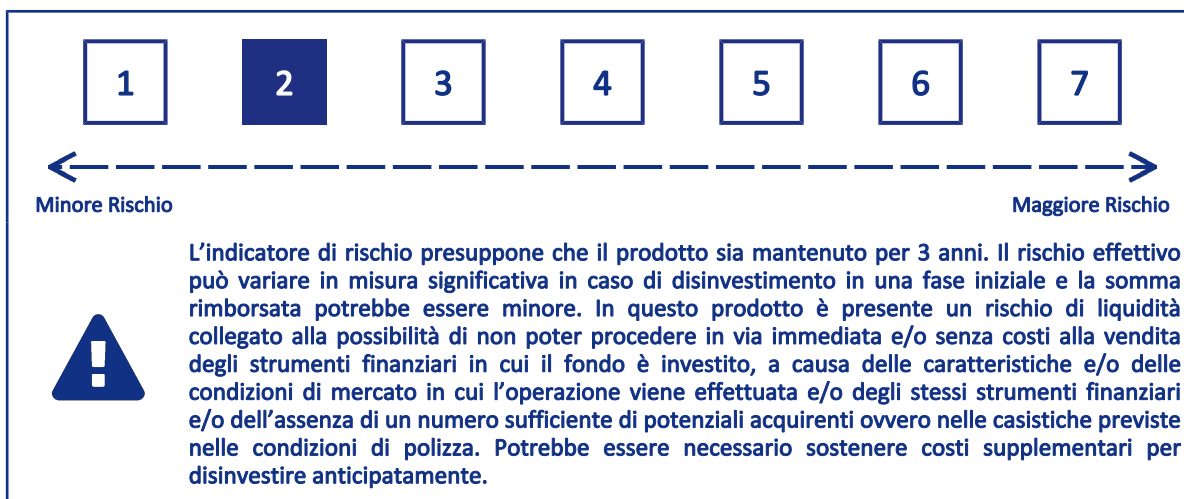 1 2 3 4 5 6 7
Minore Rischio Maggiore Rischio
L'indicatore di rischio presuppone che il prodotto sia mantenuto per 3 anni. Il rischio effettivo
può variare in misura significativa in caso di disinvestimento in una fase iniziale e la somma
rimborsata potrebbe essere minore. In questo prodotto è presente un rischio di liquidità
collegato alla possibilità di non poter procedere in via immediata e/o senza costi alla vendita
degli strumenti finanziari in cui il fondo è investito, a causa delle caratteristiche e/o delle
condizioni di mercato in cui l'operazione viene effettuata e/o degli stessi strumenti finanziari
e/o dell'assenza di un numero sufficiente di potenziali acquirenti ovvero nelle casistiche previste
nelle condizioni di polizza. Potrebbe essere necessario sostenere costi supplementari per
disinvestire anticipatamente.